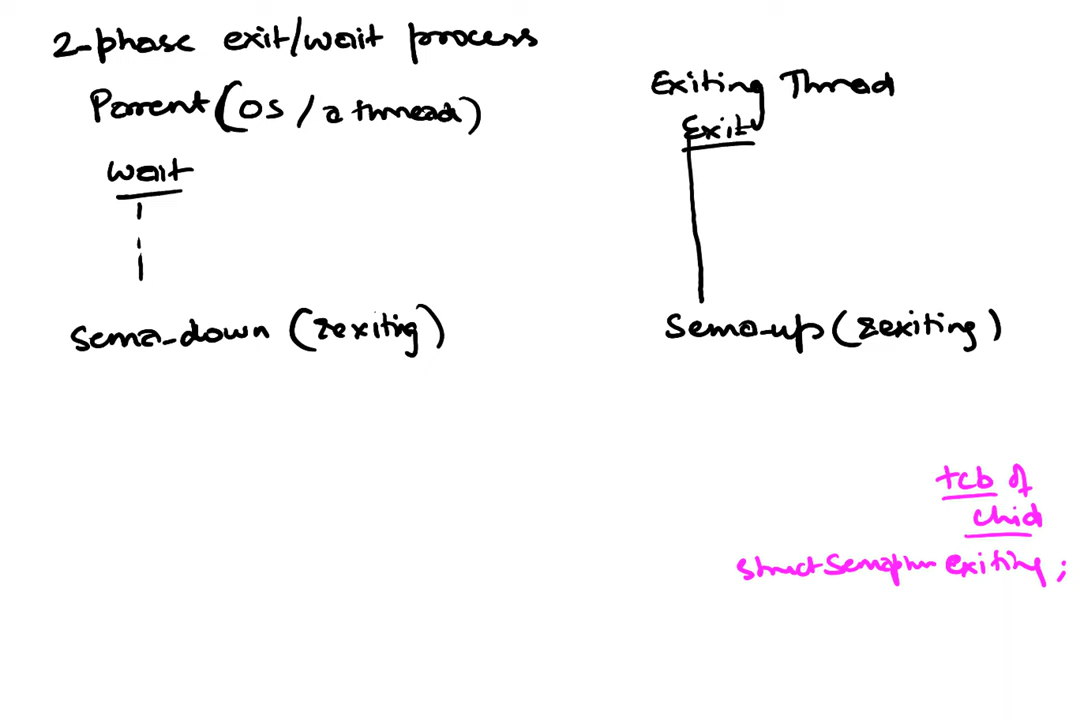 2-phase exit/wait process
Parent (OS / a thread)
wait
sema-down (&exiting)
Exiting Thread
Exit
Sema-up (&exiting)
tcb of
child
struct Semaphore exiting;